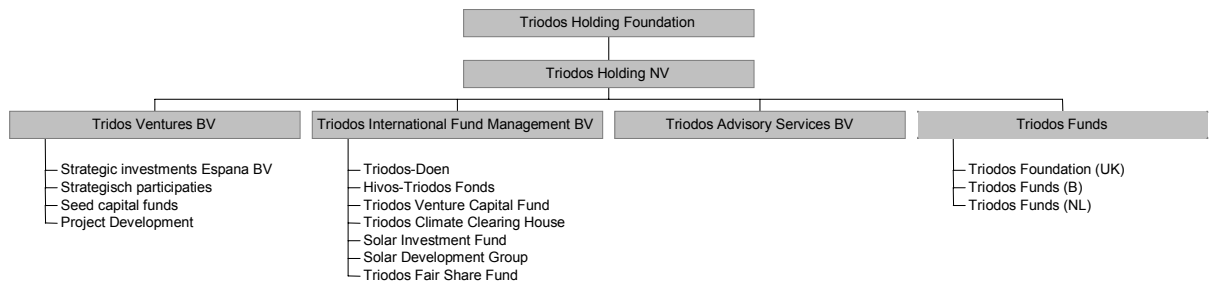 Triodos Holding Foundation
Triodos Holding NV
Tridos Ventures BV
Triodos International Fund Management BV
Triodos Advisory Services BV
Triodos Funds
Strategic investments Espana BV
Strategisch participaties
Seed capital funds
Project Development
Triodos-Doen
Hivos-Triodos Fonds
Triodos Venture Capital Fund
Triodos Climate Clearing House
Solar Investment Fund
Solar Development Group
Triodos Fair Share Fund
Triodos Foundation (UK)
Triodos Funds (B)
Triodos Funds (NL)